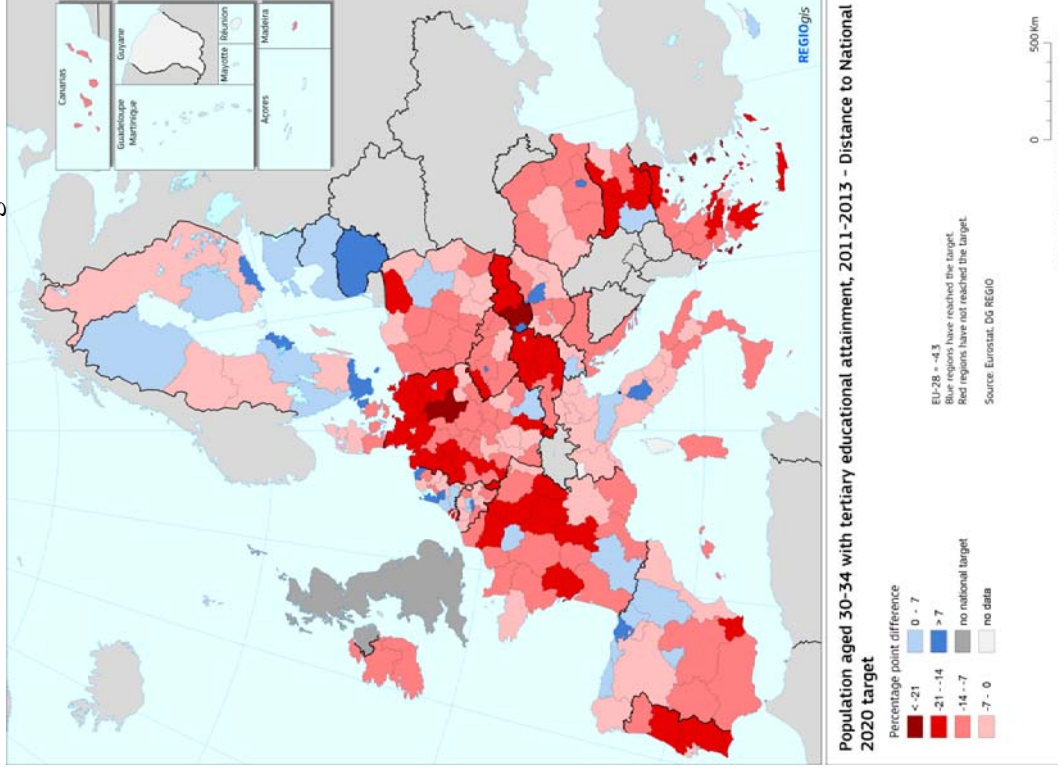 Canarias
Guadeloupe
Martinique
Guyane
Mayotte
Réunion
Açores
Madeira
REGIOgis
Population aged 30-34 with tertiary educational attainment, 2011-2013 - Distance to National
2020 target
Percentage point difference
< -21
-21 - -14
-14 - -7
-7 - 0
0 - 7
> 7
no national target
no data
EU-28 = -4.3
Blue regions have reached the target.
Red regions have not reached the target.
Source: Eurostat, DG REGIO
0
500 Km